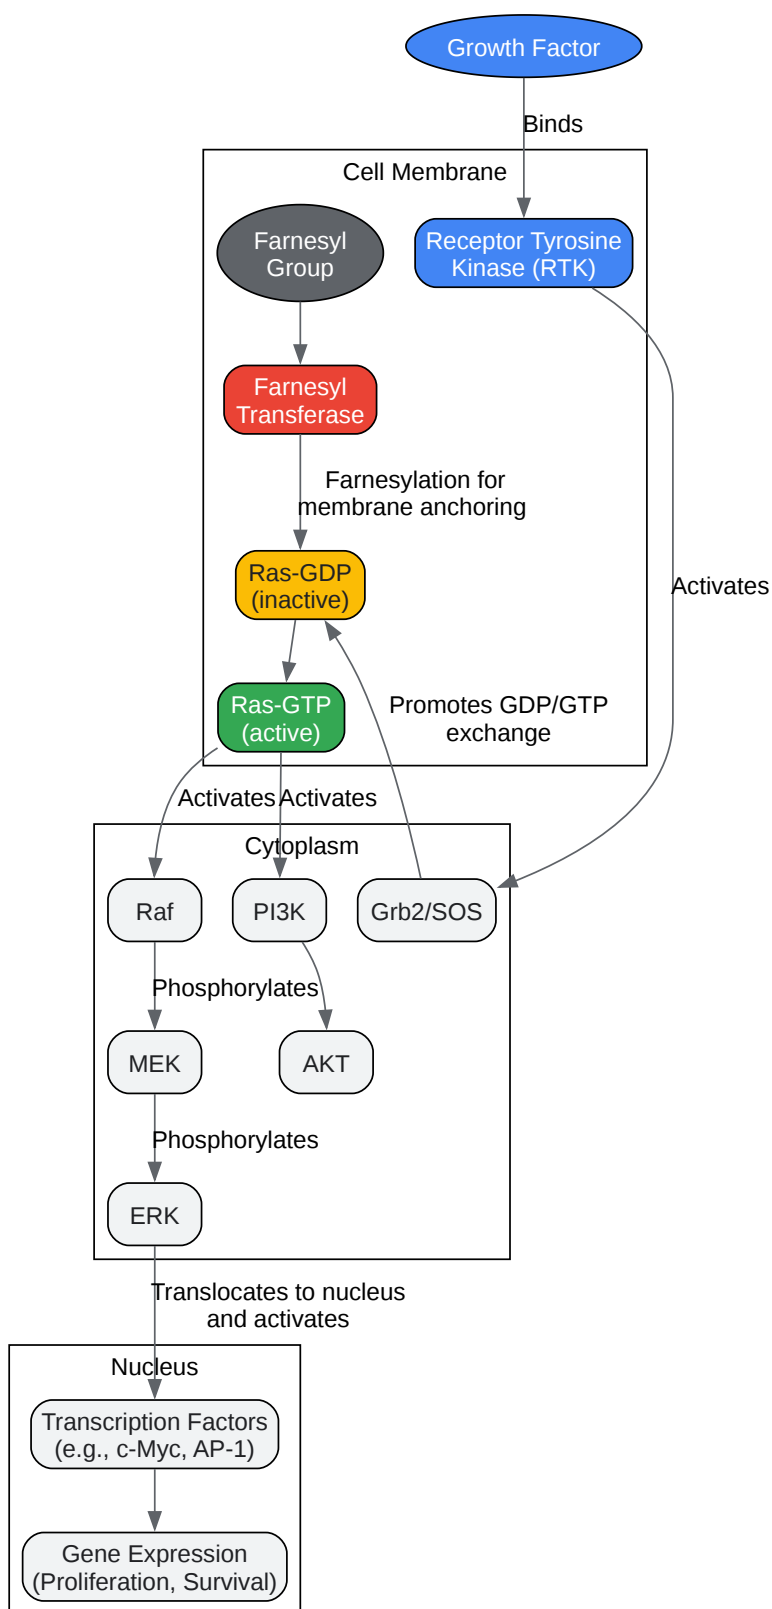 Growth Factor
Binds
Cell Membrane
Farnesyl
Group
Receptor Tyrosine
Kinase (RTK)
Farnesyl
Transferase
Farnesylation for
membrane anchoring
Ras-GDP
(inactive)
Activates
Ras-GTP
(active)
Promotes GDP/GTP
exchange
Activates
Activates
Cytoplasm
Raf
PI3K
Grb2/SOS
Phosphorylates
MEK
AKT
Phosphorylates
ERK
Translocates to nucleus
and activates
Nucleus
Transcription Factors
(e.g., c-Myc, AP-1)
Gene Expression
(Proliferation, Survival)